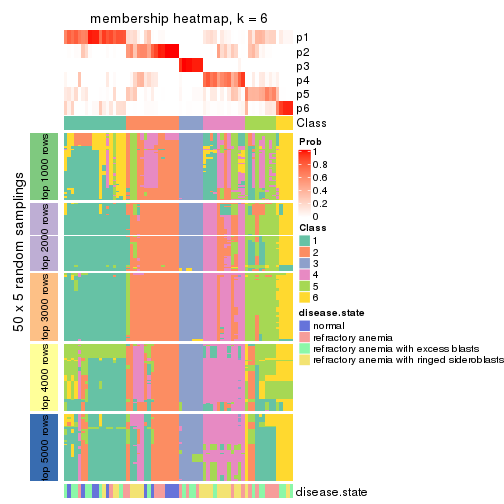 membership heatmap, k = 6
p1
p2
p3
p4
p5
p6
Class
50 x 5 random samplings
top 1000 rows
top 2000 rows
top 3000 rows
top 4000 rows
top 5000 rows
Prob
1
0.8
0.6
0.4
0.2
0
Class
1
2
3
4
5
6
disease.state
normal
refractory anemia
refractory anemia with excess blasts
refractory anemia with ringed sideroblasts
disease.state